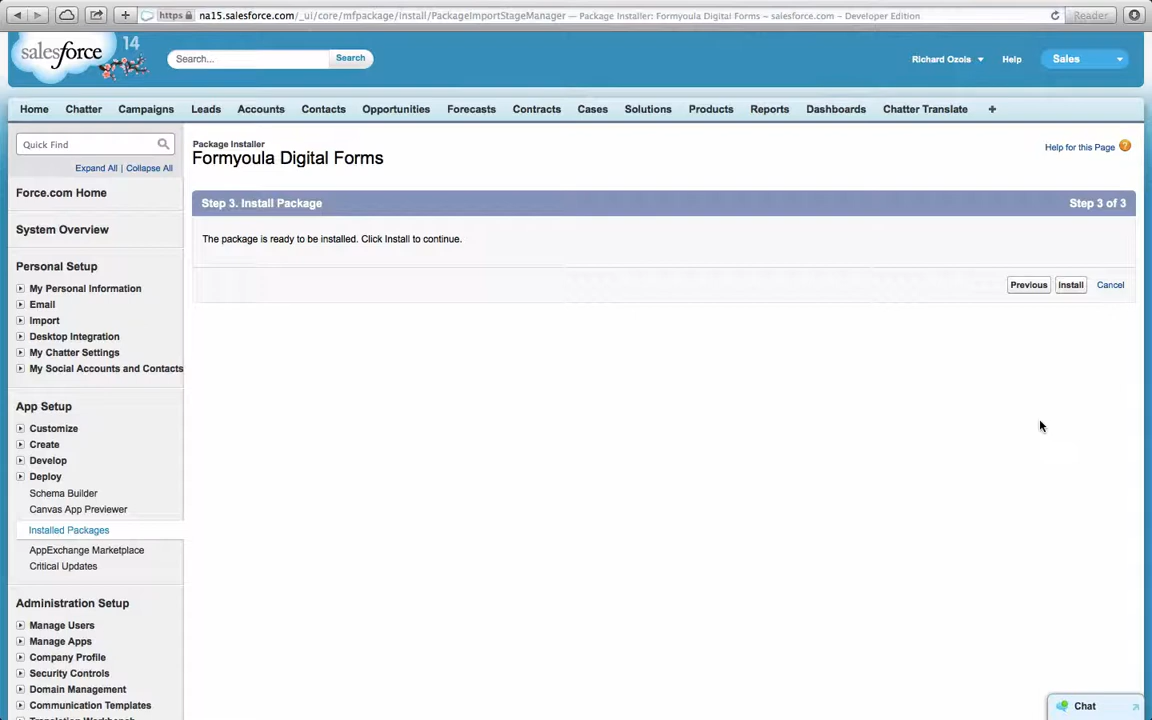 https
na15.salesforce.com/_ui/core/mfpackage/install/PackageImportStageManager — Package Installer: Formyoula Digital Forms ~ salesforce.com – Developer Edition
Reader
salesforce
14
Search...
Search
Richard Ozols
Help
Sales
Home
Chatter
Campaigns
Leads
Accounts
Contacts
Opportunities
Forecasts
Contracts
Cases
Solutions
Products
Reports
Dashboards
Chatter Translate
+
Quick Find
Expand All | Collapse All
Force.com Home
System Overview
Personal Setup
My Personal Information
Email
Import
Desktop Integration
My Chatter Settings
My Social Accounts and Contacts
App Setup
Customize
Create
Develop
Deploy
Schema Builder
Canvas App Previewer
Installed Packages
AppExchange Marketplace
Critical Updates
Administration Setup
Manage Users
Manage Apps
Company Profile
Security Controls
Domain Management
Communication Templates
Translation Workbench
Package Installer
Formyoula Digital Forms
Help for this Page
?
Step 3. Install Package
Step 3 of 3
The package is ready to be installed. Click Install to continue.
Previous
Install
Cancel
Chat